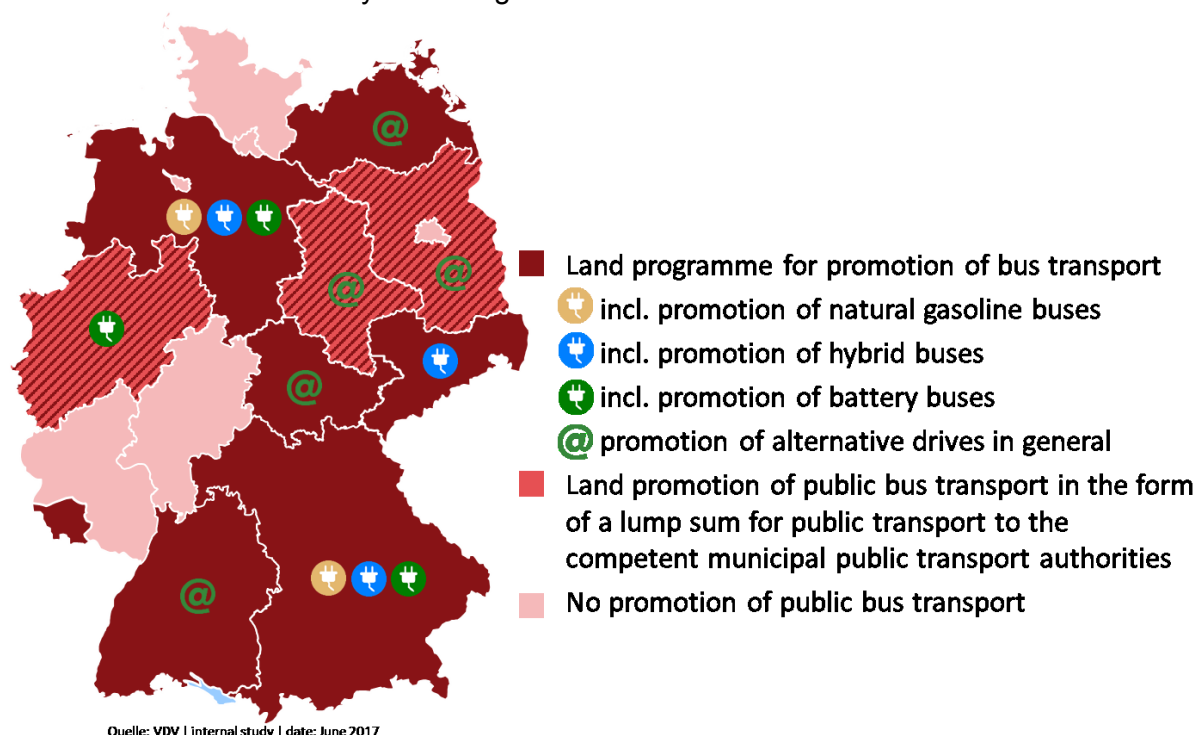 @
@
@
@
@
Land programme for promotion of bus transport
incl. promotion of natural gasoline buses
incl. promotion of hybrid buses
incl. promotion of battery buses
@ promotion of alternative drives in general
Land promotion of public bus transport in the form
of a lump sum for public transport to the
competent municipal public transport authorities
No promotion of public bus transport
Quelle: VDV | internal study | date: June 2017